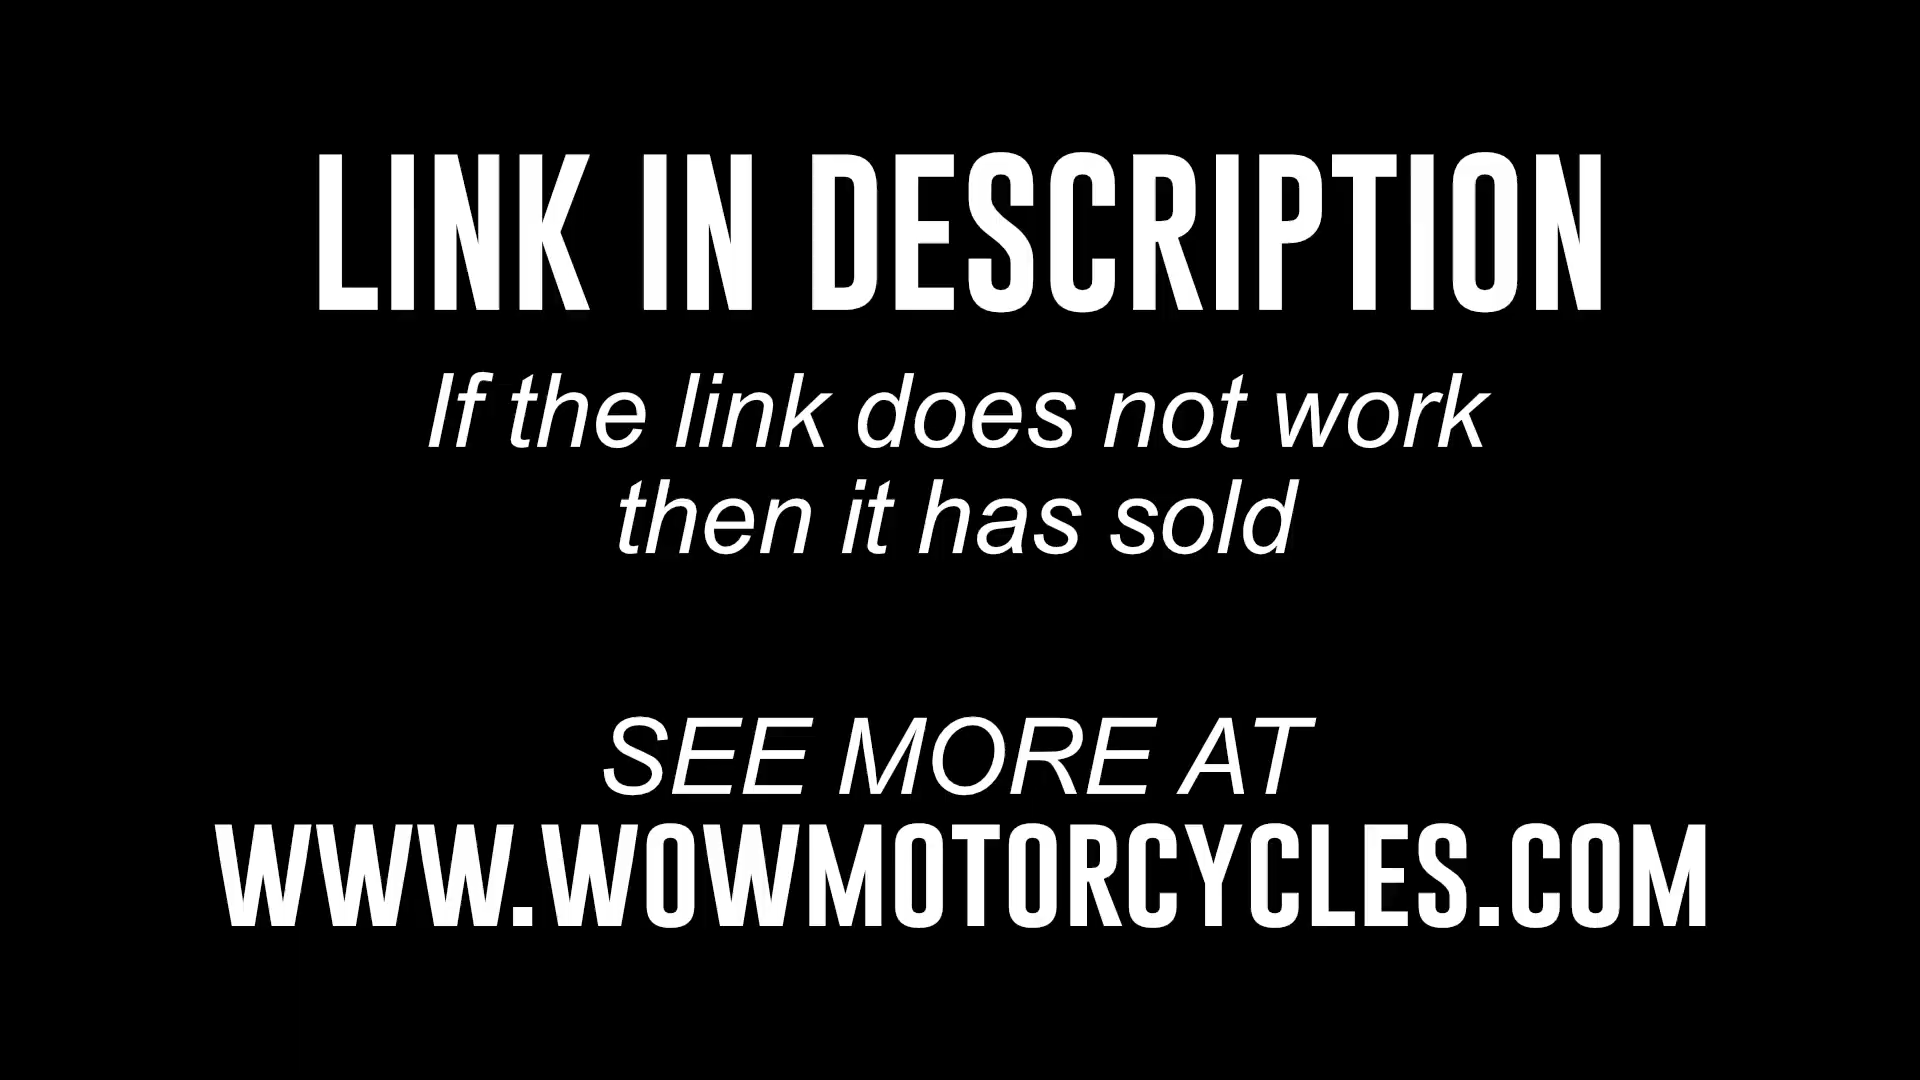 LINK IN DESCRIPTION
If the link does not work
then it has sold
SEE MORE AT
WWW.WOWMOTORCYCLES.COM